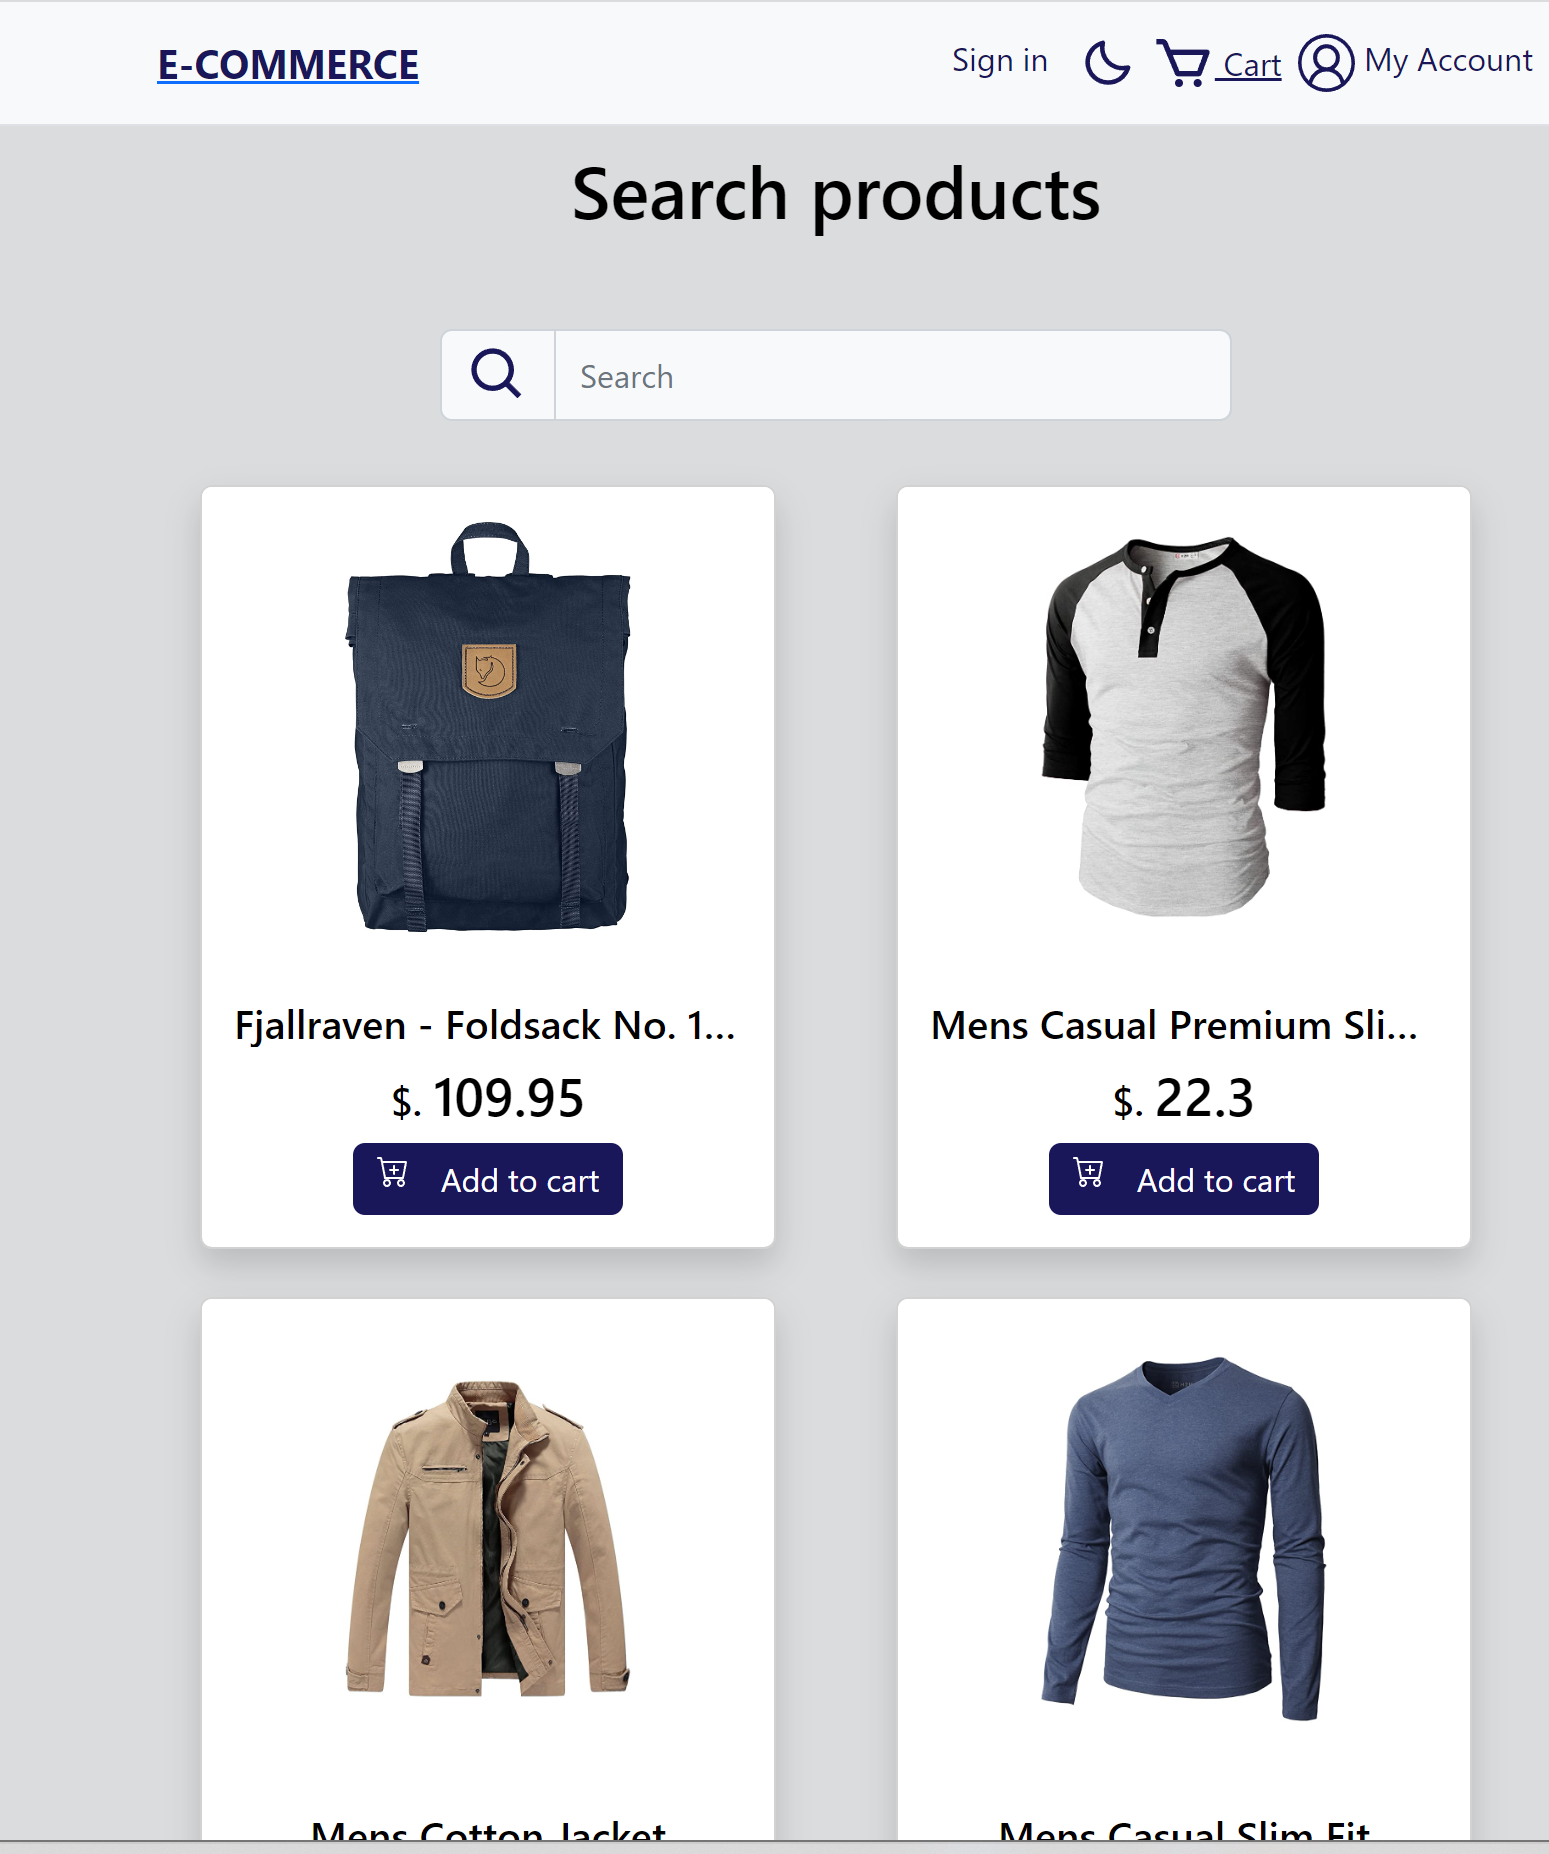 E-COMMERCE Sign in Cart My Account
Search products
Search
Fjallraven - Foldsack No. 1... Mens Casual Premium Sli...
$. 109.95 $. 22.3
Add to cart Add to cart
Mens Cotton Jacket Mens Casual Slim Fit